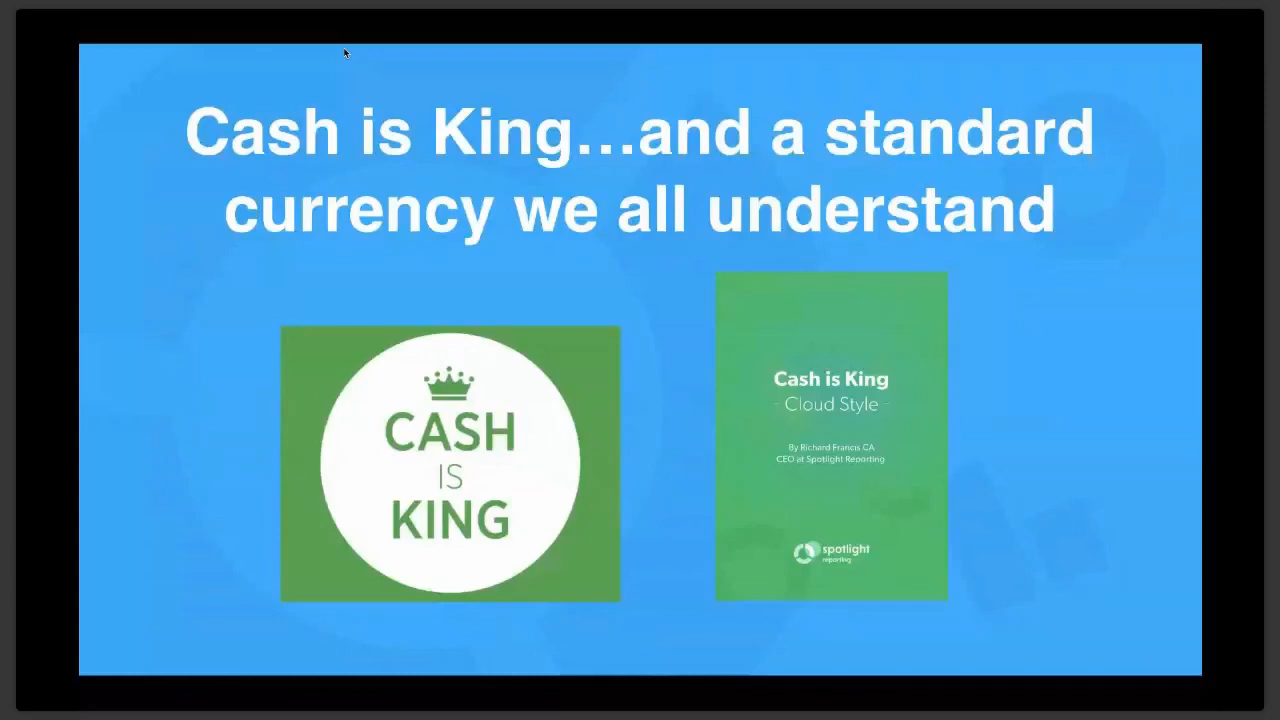 Cash is King...and a standard
currency we all understand
CASH
IS
KING
Cash is King
- Cloud Style -
By Richard Francis CA
CEO at Spotlight Reporting
spotlight
reporting